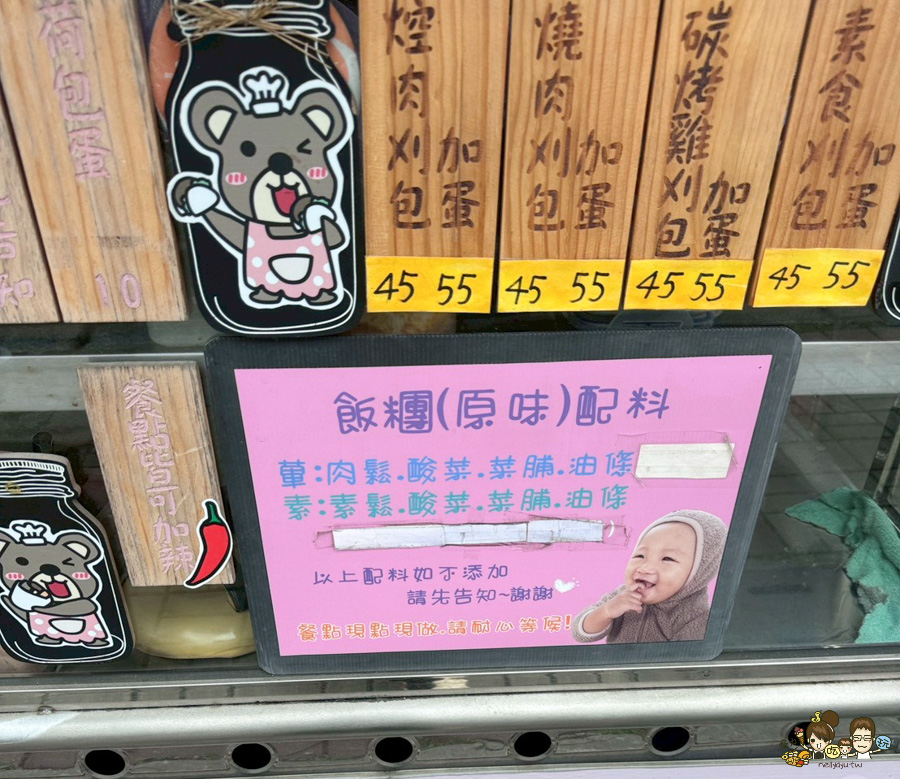 荷包蛋
10
焢肉刈包
加蛋
45 55
燒肉刈包
加蛋
45 55
碳烤雞刈包
加蛋
45 55
素食刈包
加蛋
45 55
告知
餐點皆可加辣
飯糰(原味)配料
葷:肉鬆.酸菜.菜脯.油條
素:素鬆.酸菜.菜脯.油條
以上配料如不添加
請先告知~謝謝
餐點現點現做.請耐心等候!